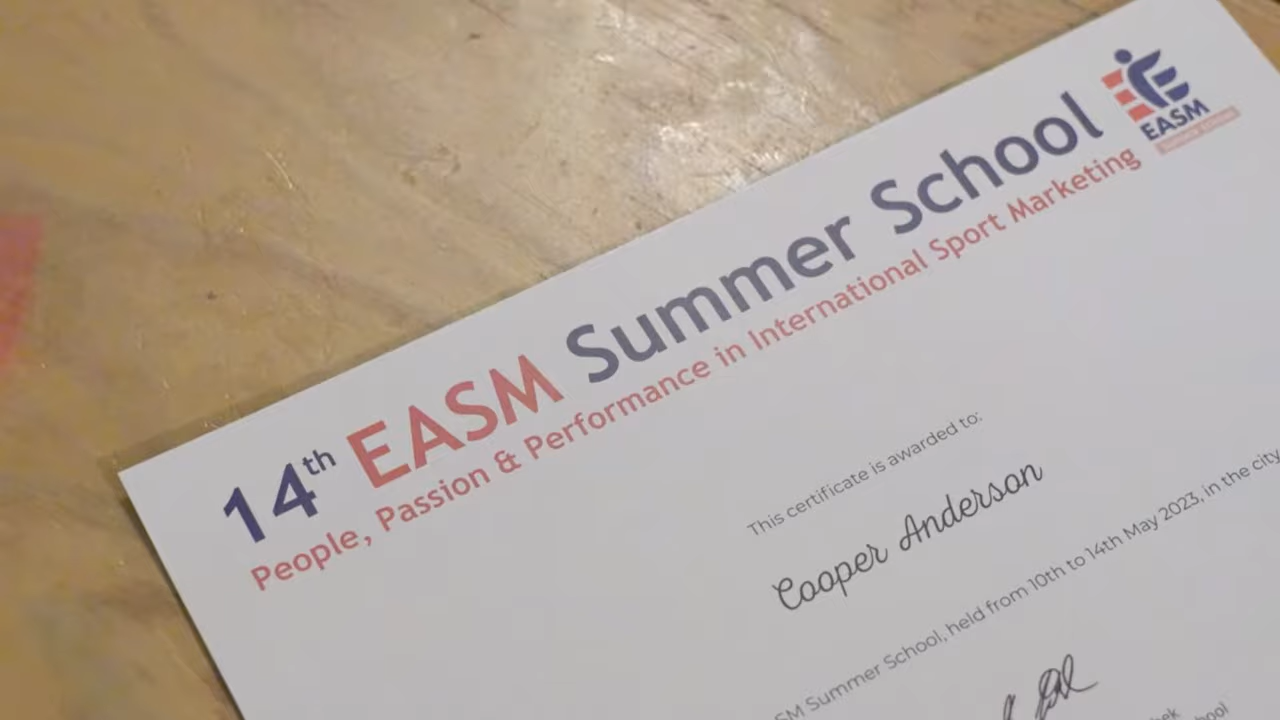 14th EASM Summer School
People, Passion & Performance in International Sport Marketing
EASM
This certificate is awarded to:
Cooper Anderson
SM Summer School, held from 10th to 14th May 2023, in the city